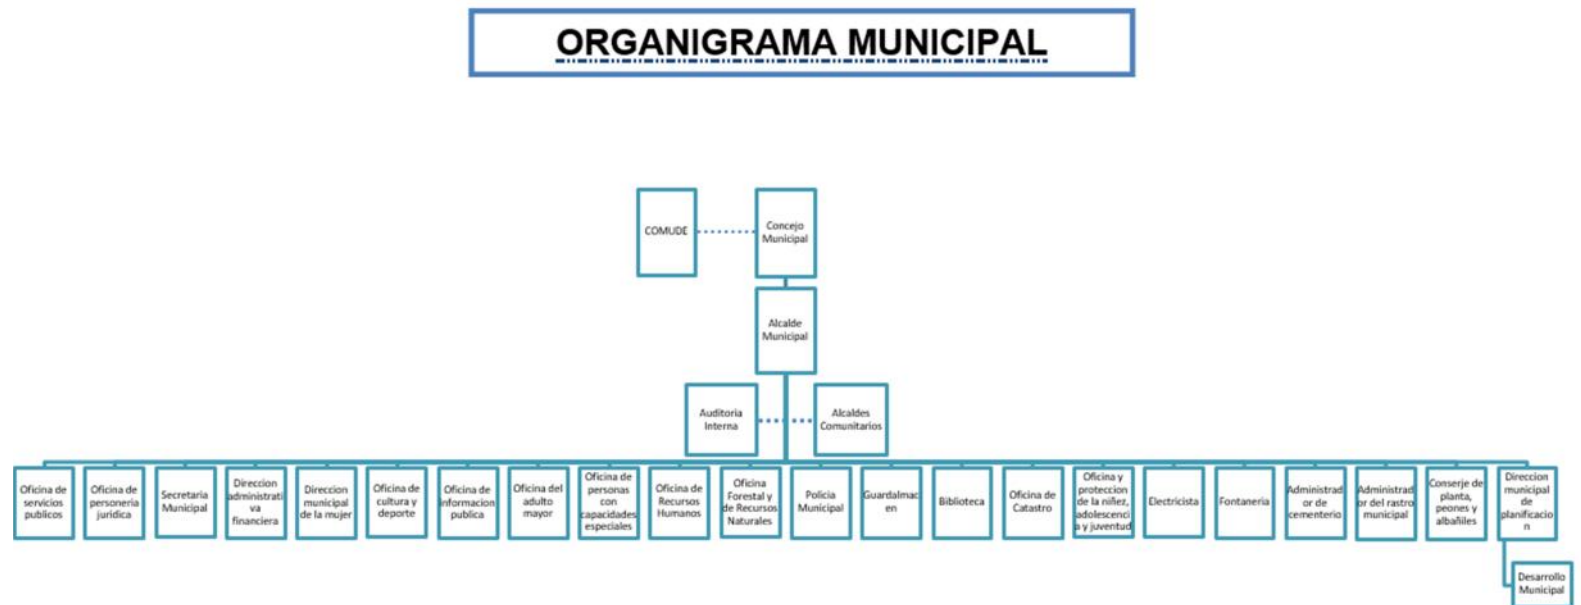 ORGANIGRAMA MUNICIPAL
COMUDE
Concejo
Municipal
Alcalde
Municipal
Auditoria
Interna
Alcaldes
Comunitarios
Oficina de
servicios
publicos
Oficina de
personeria
juridica
Secretaria
Municipal
Direccion
administrati
va
financiera
Direccion
municipal
de la mujer
Oficina de
cultura y
deporte
Oficina de
informacion
publica
Oficina del
adulto
mayor
Oficina de
personas
con
capacidades
especiales
Oficina de
Recursos
Humanos
Oficina
Forestal y
de Recursos
Naturales
Policia
Municipal
Guardalmac
en
Biblioteca
Oficina de
Catastro
Oficina y
proteccion
de la niñez,
adolescenci
a y juventud
Electricista
Fontaneria
Administrad
or de
cementerio
Administrad
or del rastro
municipal
Conserje de
planta,
peones y
albañiles
Direccion
municipal
de
planificacio
n
Desarrollo
Municipal